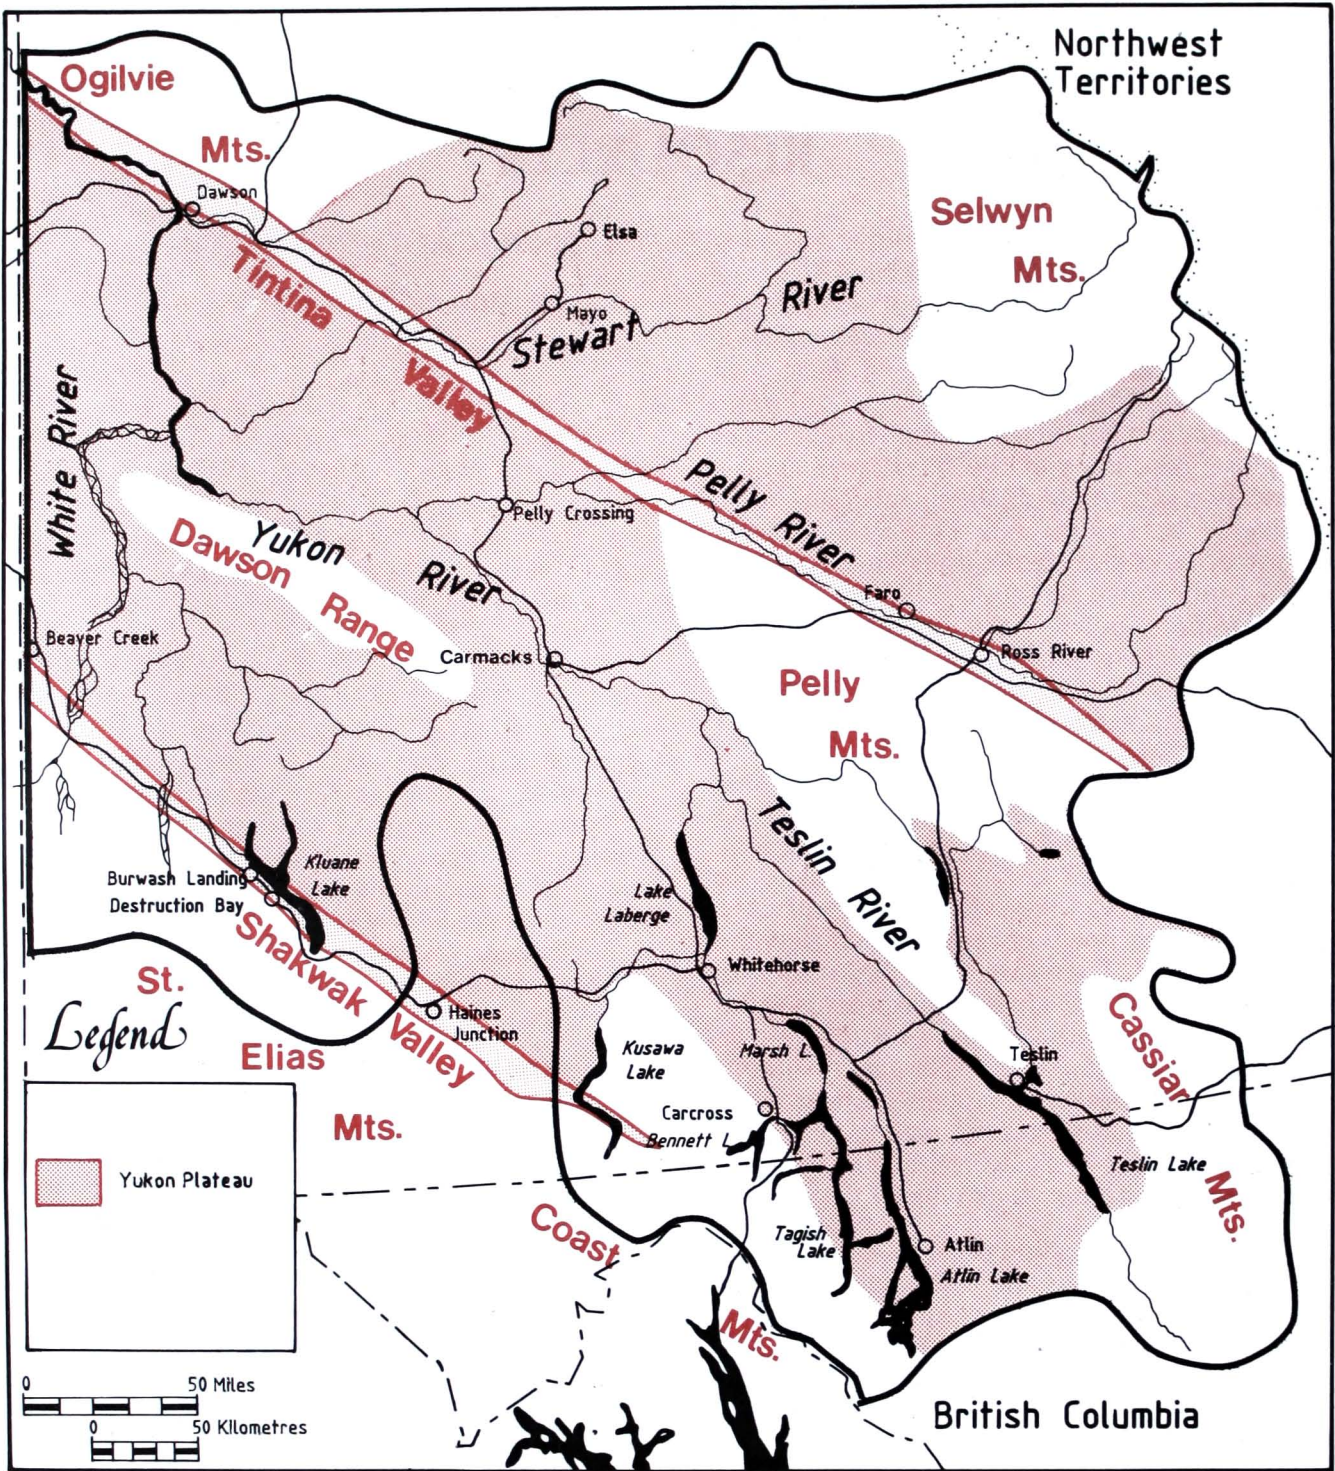 Northwest
Territories
Ogilvie
Mts.
Dawson
Selwyn
Mts.
Elsa
Tintina
Valley
River
Mayo
Stewart
White River
Pelly River
Pelly Crossing
Yukon
River
Dawson
Range
Faro
Beaver Creek
Carmacks
Ross River
Pelly
Mts.
Teslin River
Kluane
Lake
Burwash Landing
Destruction Bay
Lake
Laberge
Shakwak Valley
Whitehorse
St.
Elias
Mts.
Haines
Junction
Cassiar
Mts.
Kusawa
Lake
Marsh L.
Teslin
Carcross
Bennett L.
Teslin Lake
Coast
Mts.
Tagish
Lake
Atlin
Atlin Lake
Legend
Yukon Plateau
0 50 Miles
0 50 KIlometres
British Columbia